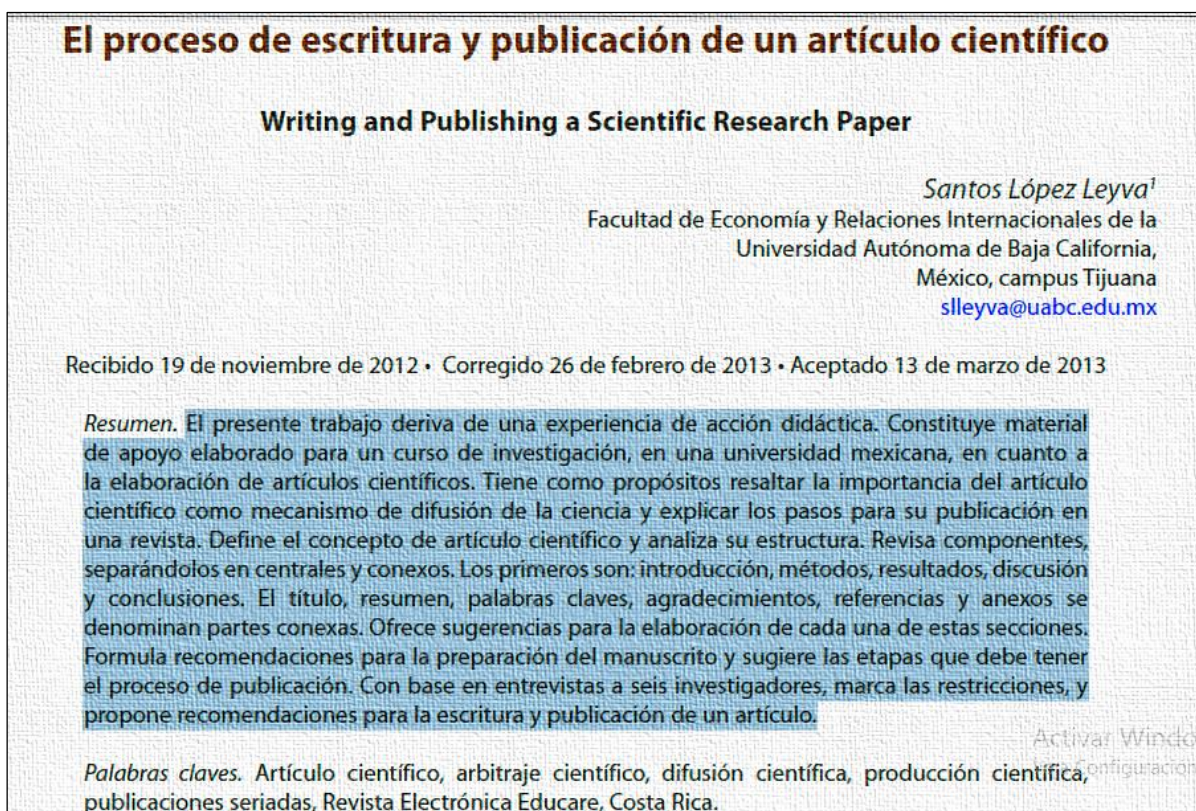 El proceso de escritura y publicación de un artículo científico
Writing and Publishing a Scientific Research Paper
Santos López Leyva¹
Facultad de Economía y Relaciones Internacionales de la
Universidad Autónoma de Baja California,
México, campus Tijuana
slleyva@uabc.edu.mx
Recibido 19 de noviembre de 2012 • Corregido 26 de febrero de 2013 • Aceptado 13 de marzo de 2013
Resumen. El presente trabajo deriva de una experiencia de acción didáctica. Constituye material
de apoyo elaborado para un curso de investigación, en una universidad mexicana, en cuanto a
la elaboración de artículos científicos. Tiene como propósitos resaltar la importancia del artículo
científico como mecanismo de difusión de la ciencia y explicar los pasos para su publicación en
una revista. Define el concepto de artículo científico y analiza su estructura. Revisa componentes,
separándolos en centrales y conexos. Los primeros son: introducción, métodos, resultados, discusión
y conclusiones. El título, resumen, palabras claves, agradecimientos, referencias y anexos se
denominan partes conexas. Ofrece sugerencias para la elaboración de cada una de estas secciones.
Formula recomendaciones para la preparación del manuscrito y sugiere las etapas que debe tener
el proceso de publicación. Con base en entrevistas a seis investigadores, marca las restricciones, y
propone recomendaciones para la escritura y publicación de un artículo.
Activar Windo
Palabras claves. Artículo científico, arbitraje científico, difusión científica, producción científica,
Configuración
publicaciones seriadas, Revista Electrónica Educare, Costa Rica.